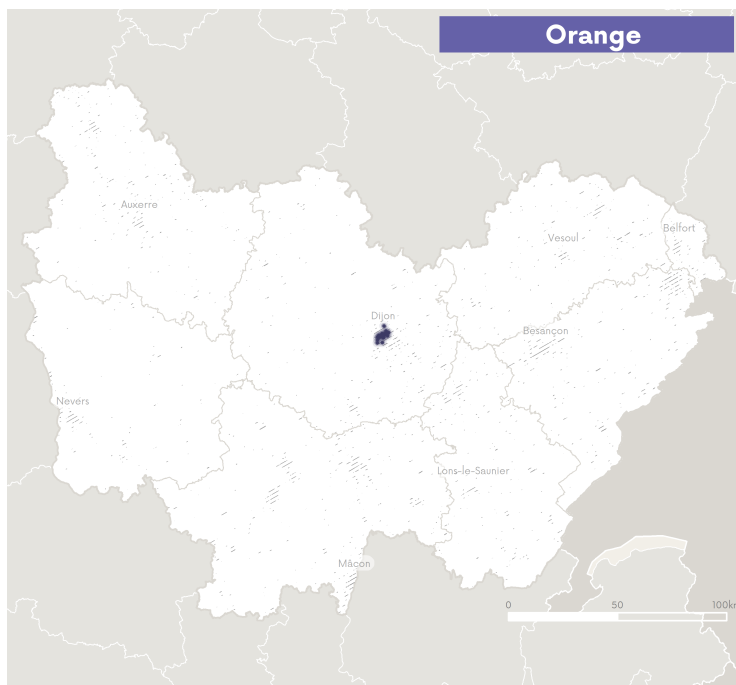 Orange
Auxerre
Belfort
Vesoul
Dijon
Besançon
Nevers
Lons-le-Saunier
Mâcon
0 50 100km